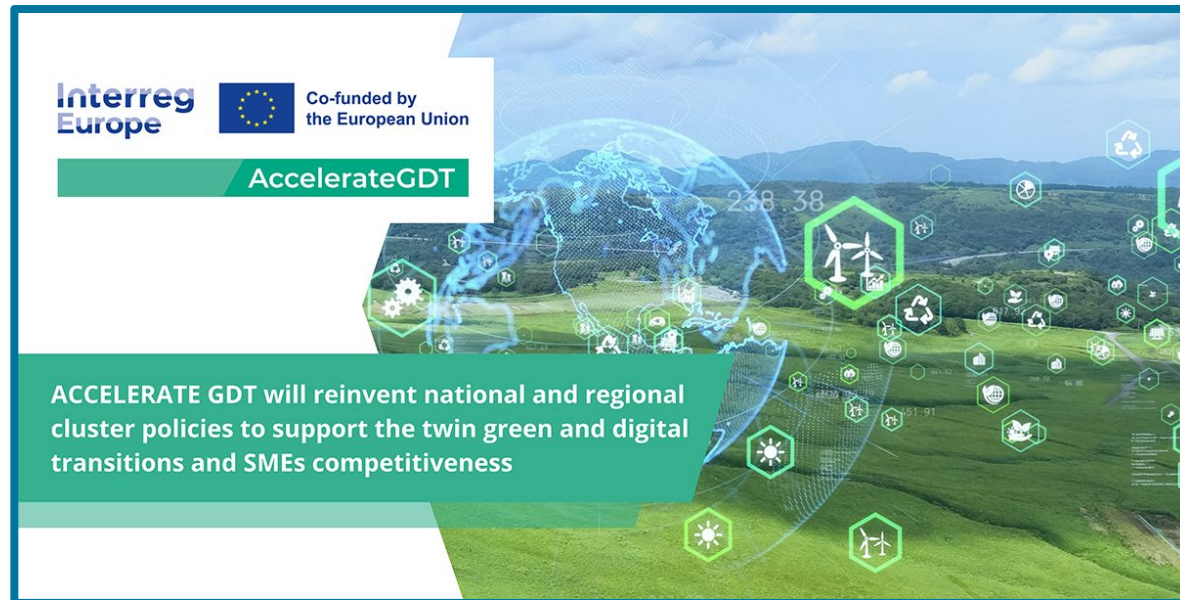 Interreg
Europe
Co-funded by
the European Union
AccelerateGDT
238 .38
ACCELERATE GDT will reinvent national and regional
cluster policies to support the twin green and digital
transitions and SMEs competitiveness